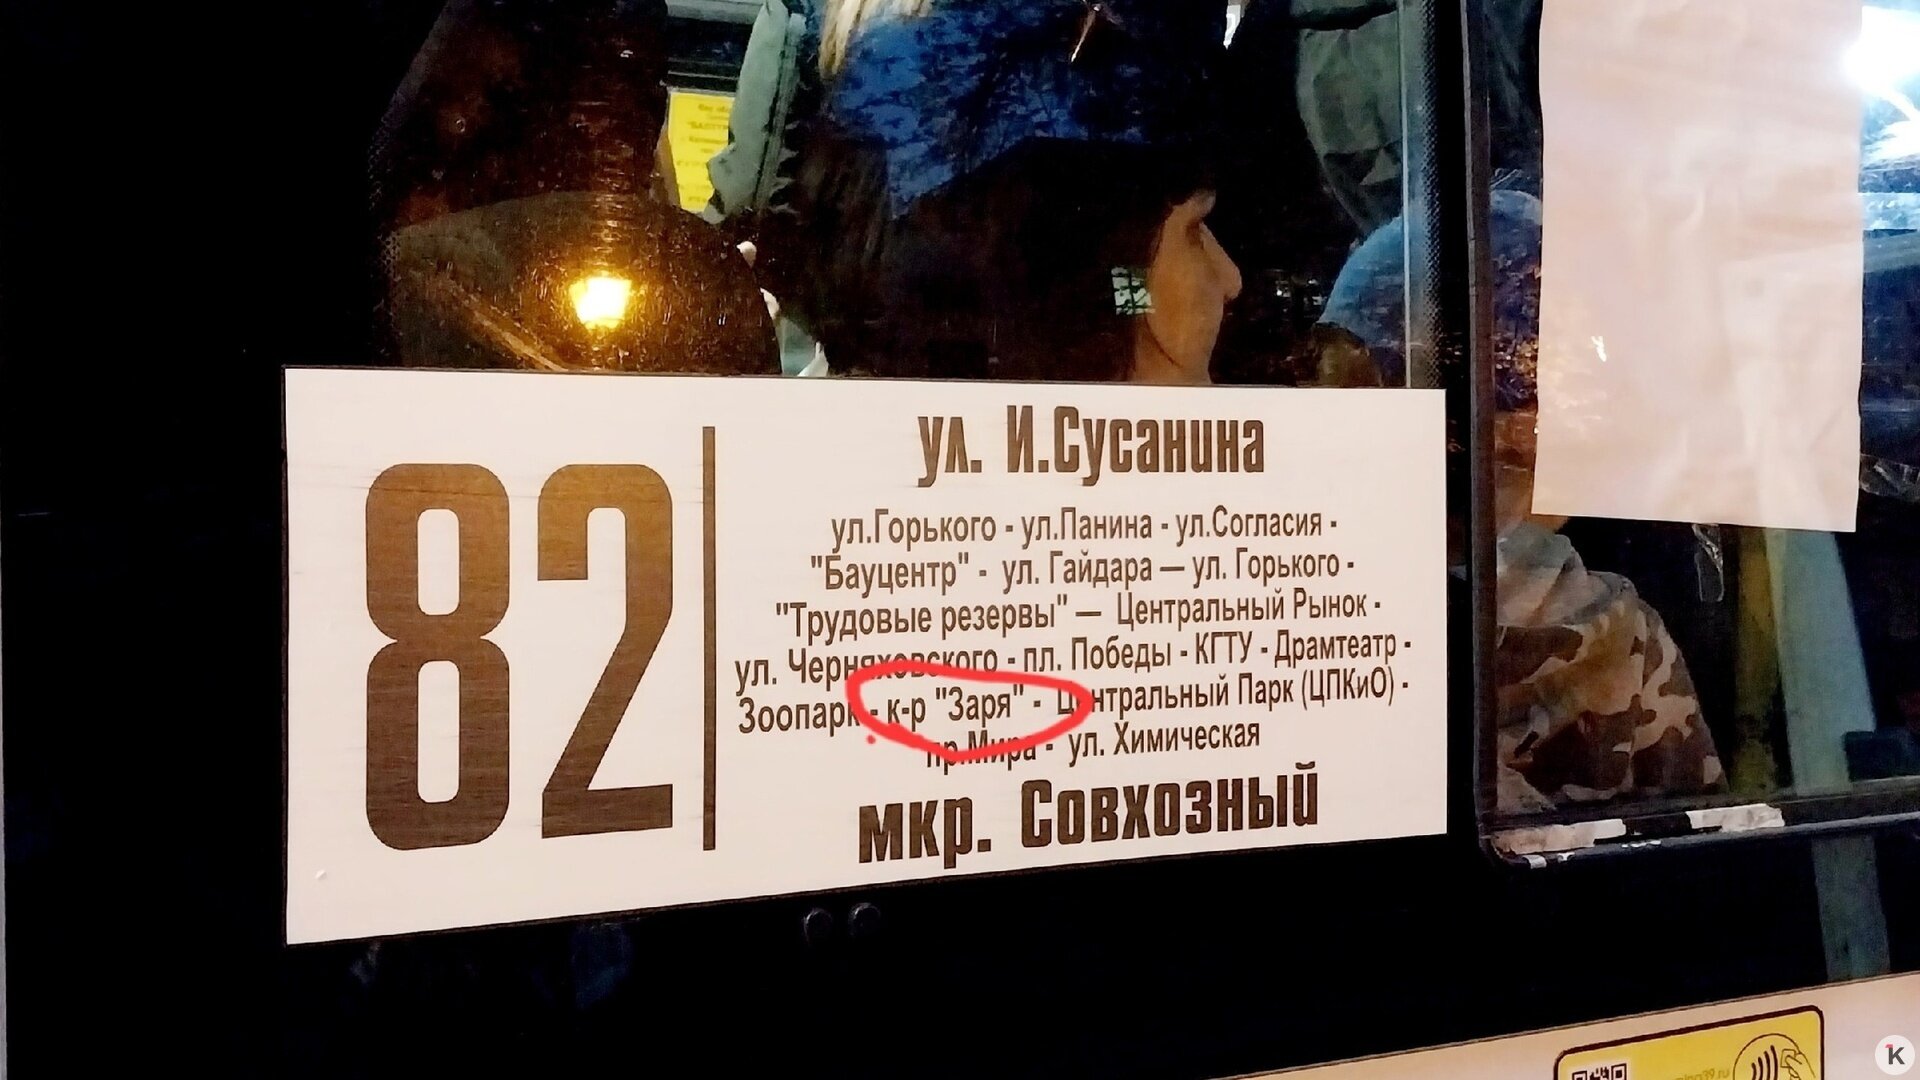 82
ул. И.Сусанина
ул.Горького - ул.Панина - ул.Согласия -
"Бауцентр" - ул. Гайдара — ул. Горького -
"Трудовые резервы" — Центральный Рынок -
ул. Черняховского - пл. Победы - КГТУ - Драмтеатр -
Зоопарк - к-р "Заря" - Центральный Парк (ЦПКиО) -
пр.Мира - ул. Химическая
мкр. Совхозный
k